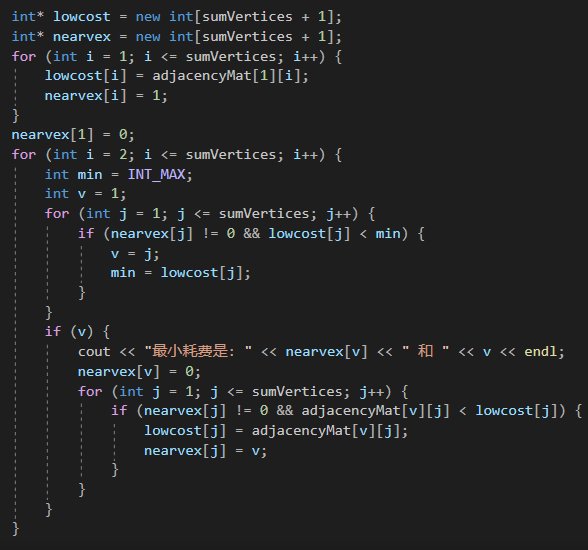 int* lowcost = new int[sumVertices + 1];
int* nearvex = new int[sumVertices + 1];
for (int i = 1; i <= sumVertices; i++) {
    lowcost[i] = adjacencyMat[1][i];
    nearvex[i] = 1;
}
nearvex[1] = 0;
for (int i = 2; i <= sumVertices; i++) {
    int min = INT_MAX;
    int v = 1;
    for (int j = 1; j <= sumVertices; j++) {
        if (nearvex[j] != 0 && lowcost[j] < min) {
            v = j;
            min = lowcost[j];
        }
    }
    if (v) {
        cout << "最小耗费是: " << nearvex[v] << " 和 " << v << endl;
        nearvex[v] = 0;
        for (int j = 1; j <= sumVertices; j++) {
            if (nearvex[j] != 0 && adjacencyMat[v][j] < lowcost[j]) {
                lowcost[j] = adjacencyMat[v][j];
                nearvex[j] = v;
            }
        }
    }
}